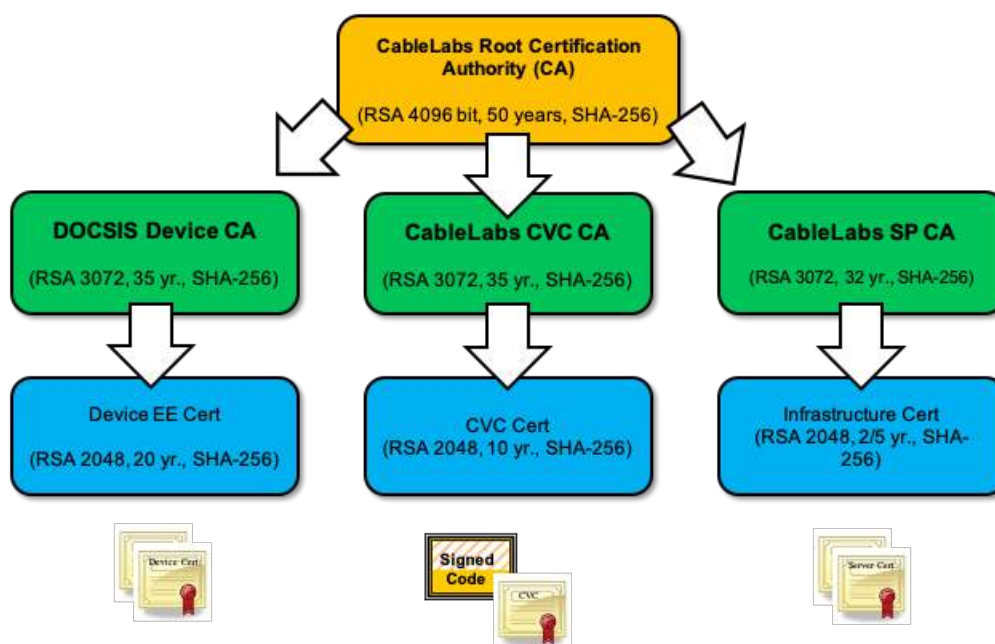 CableLabs Root Certification
Authority (CA)
(RSA 4096 bit, 50 years, SHA-256)
DOCSIS Device CA
(RSA 3072, 35 yr., SHA-256)
CableLabs CVC CA
(RSA 3072, 35 yr., SHA-256)
CableLabs SP CA
(RSA 3072, 32 yr., SHA-256)
Device EE Cert
(RSA 2048, 20 yr., SHA-256)
CVC Cert
(RSA 2048, 10 yr., SHA-256)
Infrastructure Cert
(RSA 2048, 2/5 yr., SHA-
256)
Device Cert
Signed
Code
CVC
Server Cert